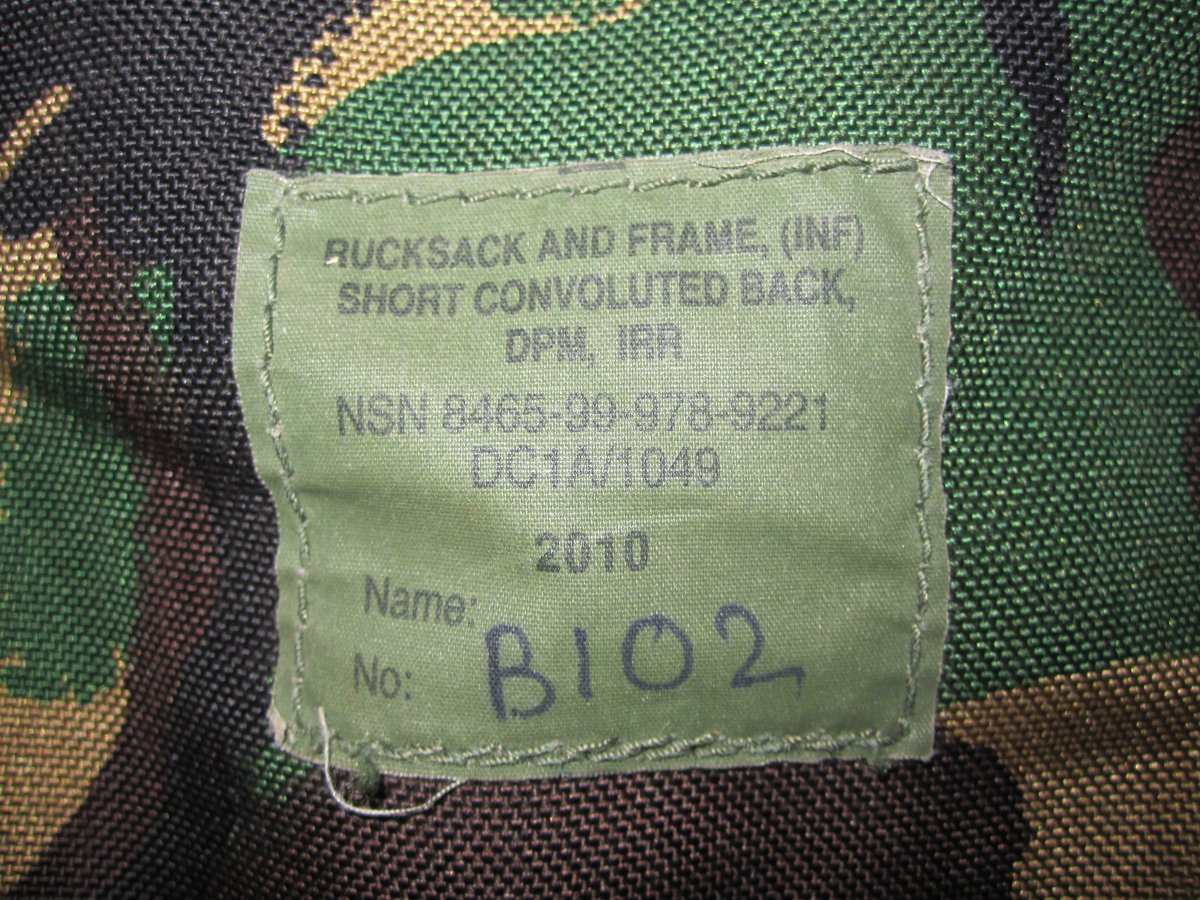 RUCKSACK AND FRAME, (INF)
SHORT CONVOLUTED BACK,
DPM, IRR
NSN 8465-99-978-9221
DC1A/1049
2010
Name:
No: B102